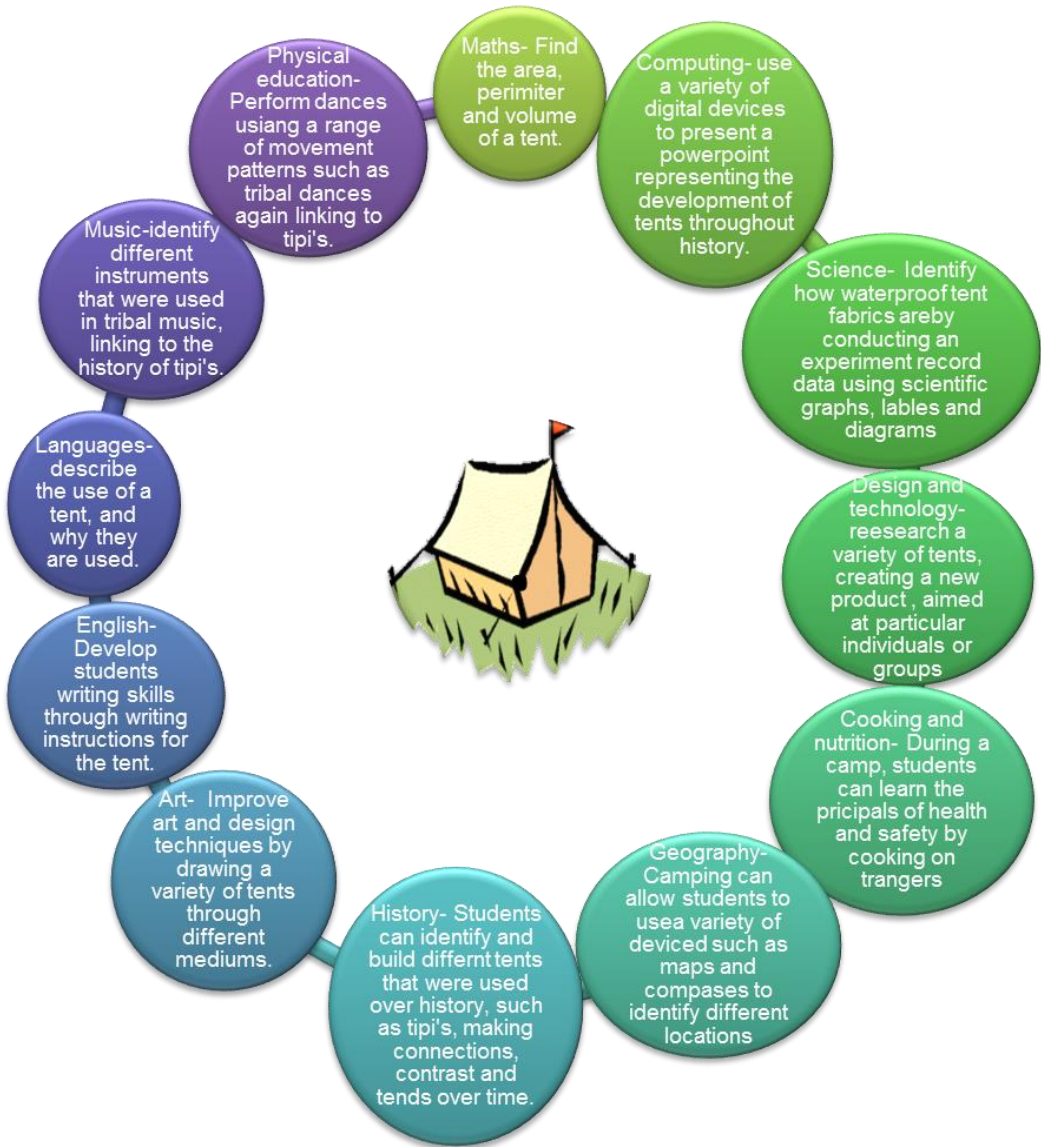 Maths- Find
the area,
perimiter
and volume
of a tent.
Computing- use
a variety of
digital devices
to present a
powerpoint
representing the
development of
tents throughout
history.
Science- Identify
how waterproof tent
fabrics areby
conducting an
experiment record
data using scientific
graphs, lables and
diagrams
Design and
technology-
reesearch a
variety of tents,
creating a new
product , aimed
at particular
individuals or
groups
Cooking and
nutrition- During a
camp, students
can learn the
pricipals of health
and safety by
cooking on
trangers
Geography-
Camping can
allow students to
usea variety of
deviced such as
maps and
compases to
identify different
locations
History- Students
can identify and
build differnt tents
that were used
over history, such
as tipi's, making
connections,
contrast and
tends over time.
Art- Improve
art and design
techniques by
drawing a
variety of tents
through
different
mediums.
English-
Develop
students
writing skills
through writing
instructions for
the tent.
Languages-
describe
the use of a
tent, and
why they
are used.
Music-identify
different
instruments
that were used
in tribal music,
linking to the
history of tipi's.
Physical
education-
Perform dances
usiang a range
of movement
patterns such as
tribal dances
again linking to
tipi's.